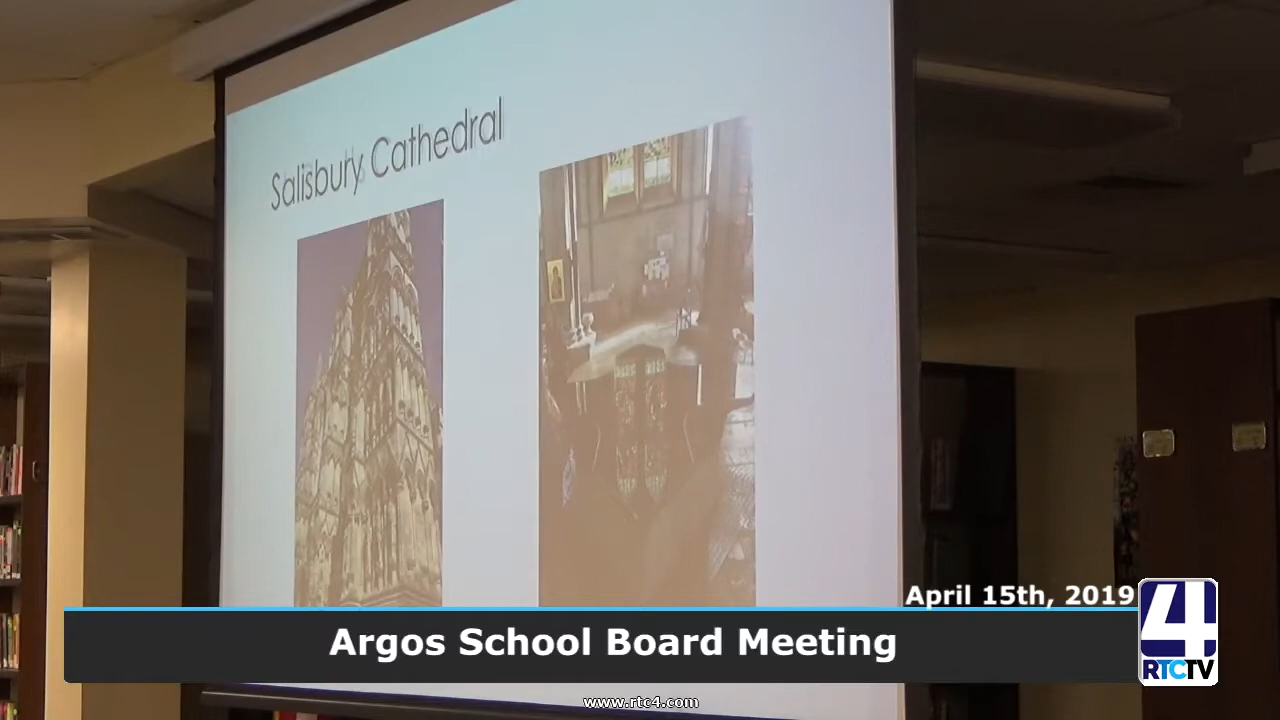 Salisbury Cathedral
April 15th, 2019
Argos School Board Meeting
4
RTCTV
www.rtc4.com